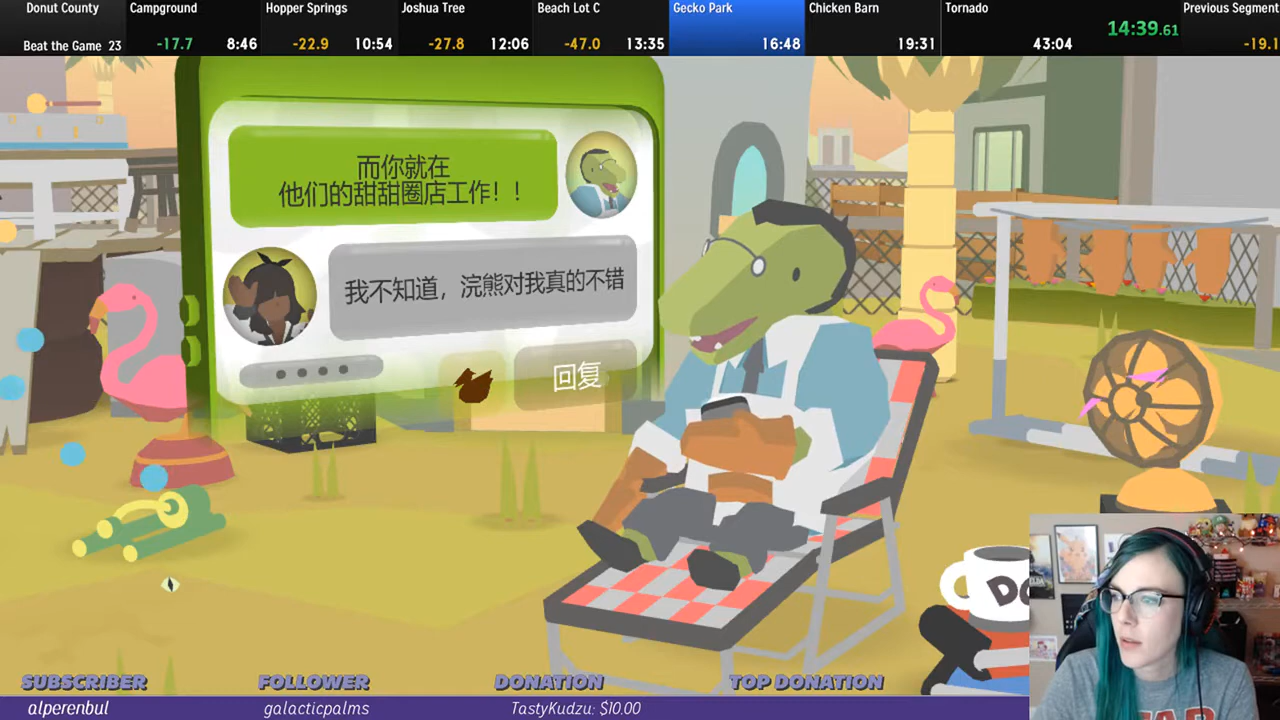 Donut County
Beat the Game 23
Campground
-17.7 8:46
Hopper Springs
-22.9 10:54
Joshua Tree
-27.8 12:06
Beach Lot C
-47.0 13:35
Gecko Park
16:48
Chicken Barn
19:31
Tornado
43:04
14:39.61
Previous Segment
-19.1
而你就在
他们的甜甜圈店工作！！
我不知道，浣熊对我真的不错
回复
SUBSCRIBER FOLLOWER DONATION TOP DONATION
alperenbul galacticpalms TastyKudzu: $10.00